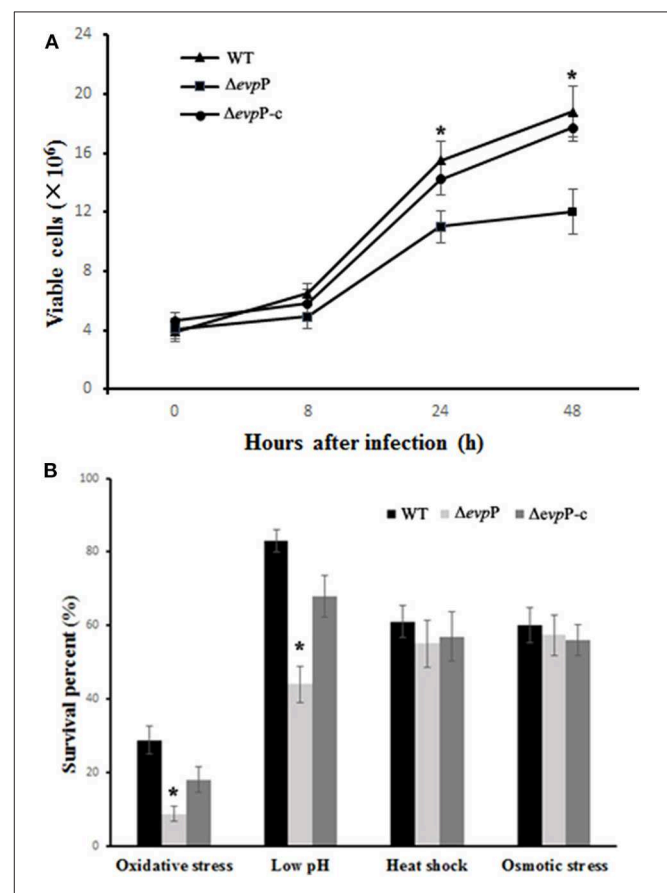 A
WT
ΔevpP
ΔevpP-c
24
20
16
12
8
4
0
Viable cells (×10⁶)
*
*
0 8 24 48
Hours after infection (h)
B
WT ΔevpP ΔevpP-c
100
80
60
40
20
0
Survival percent (%)
*
*
Oxidative stress Low pH Heat shock Osmotic stress